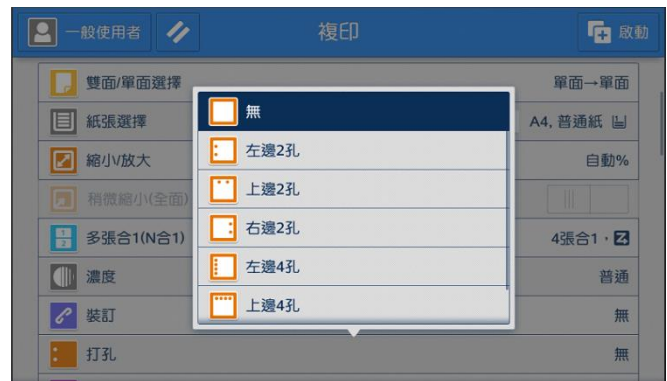 一般使用者 複印 啟動
雙面/單面選擇 單面→單面
紙張選擇 A4, 普通紙
縮小/放大 自動%
稍微縮小(全面)
多張合1(N合1) 4張合1,
濃度 普通
裝訂 無
打孔 無
無
左邊2孔
上邊2孔
右邊2孔
左邊4孔
上邊4孔